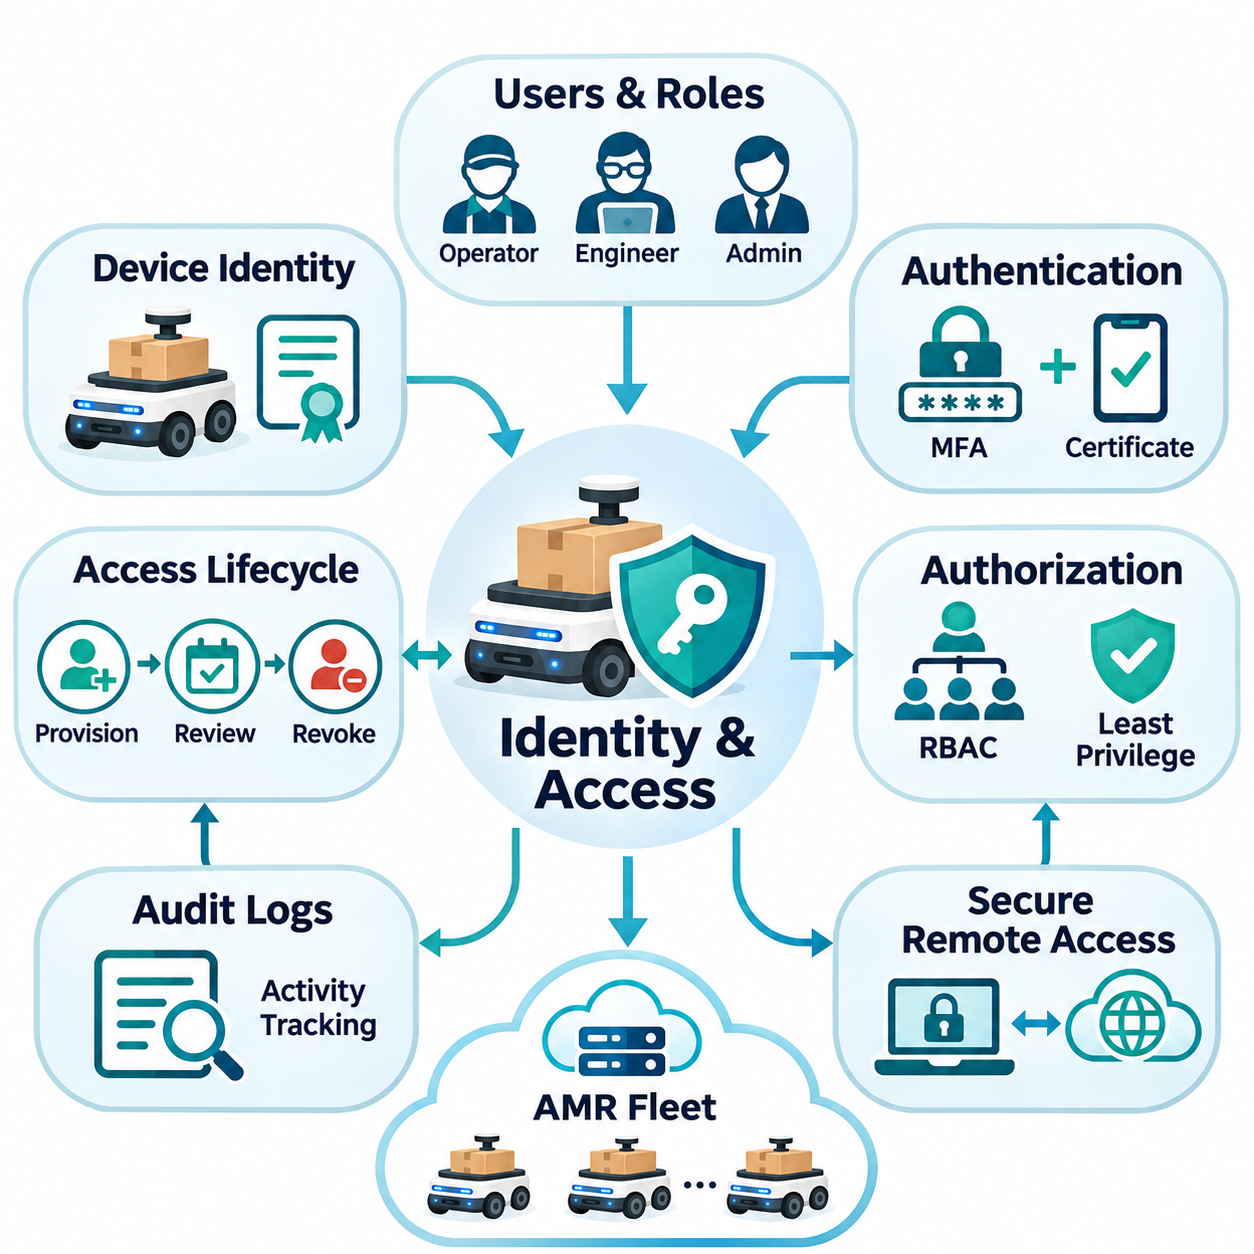 Users & Roles
Operator
Engineer
Admin
Device Identity
Authentication
****
MFA
Certificate
Access Lifecycle
Provision
Review
Revoke
Identity &
Access
Authorization
RBAC
Least
Privilege
Audit Logs
Activity
Tracking
AMR Fleet
...
Secure
Remote Access